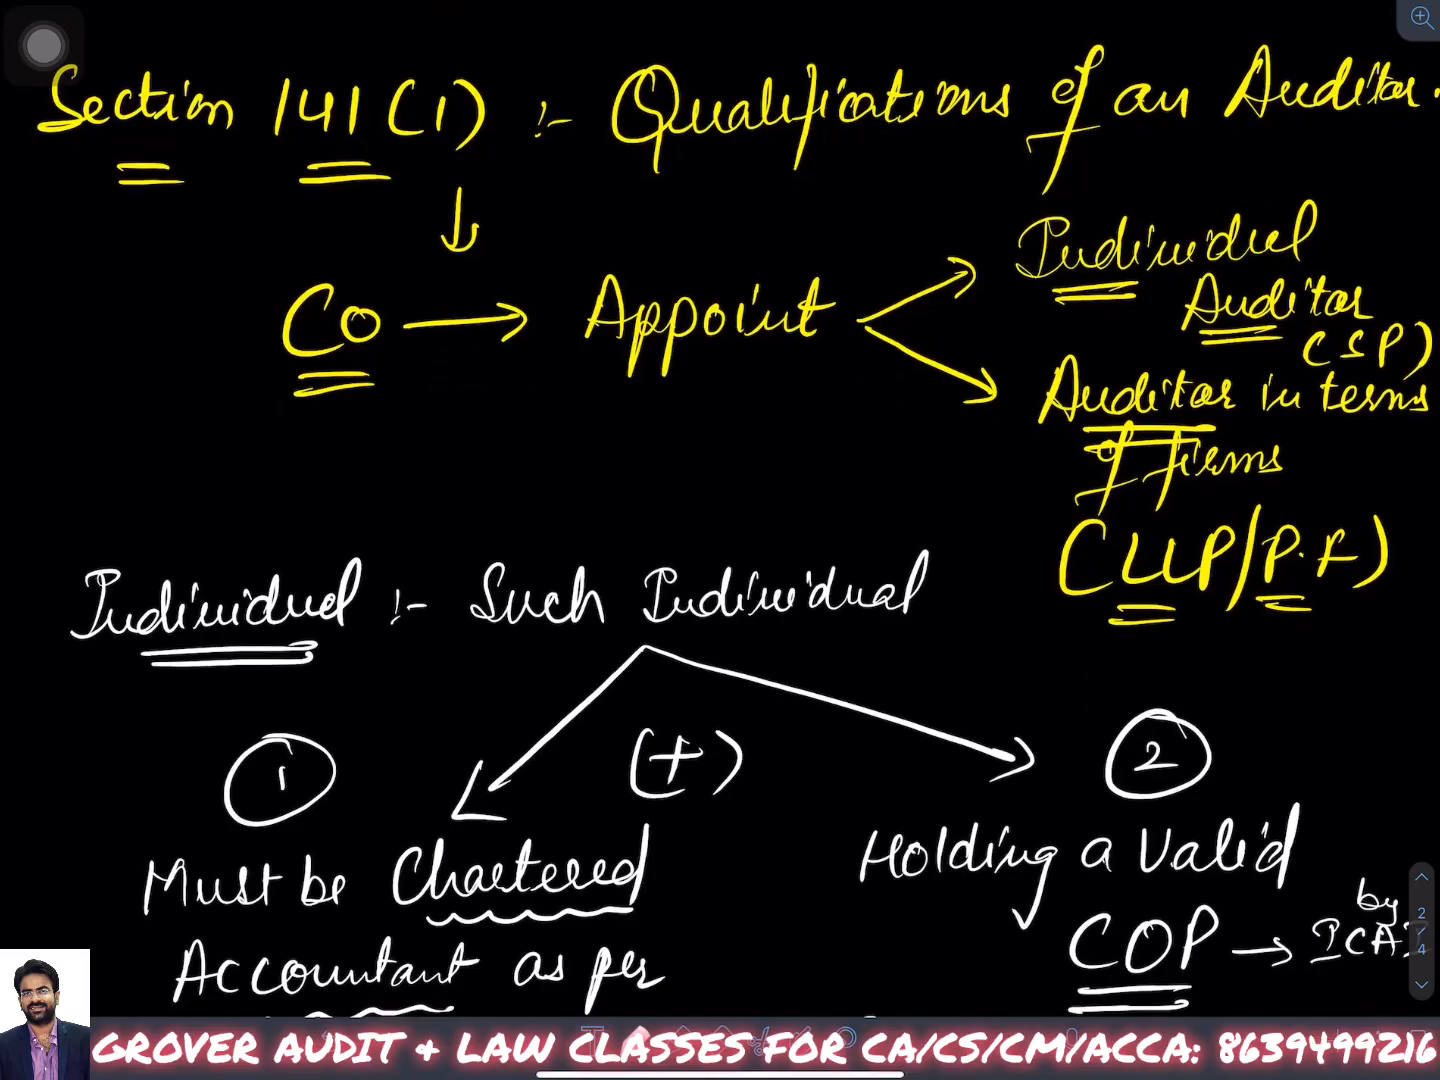 Section 141(1) :- Qualifications of an Auditor.
Co → Appoint
Individual
Auditor
(SP)
Auditor in terms
of firms
(LLP/P.F)
Individual :- Such Individual
1 (+) 2
Must be Chartered
Accountant as per
Holding a Valid
COP → by
ICAI
2
4
GROVER AUDIT & LAW CLASSES FOR CA/CS/CM/ACCA: 8639499216